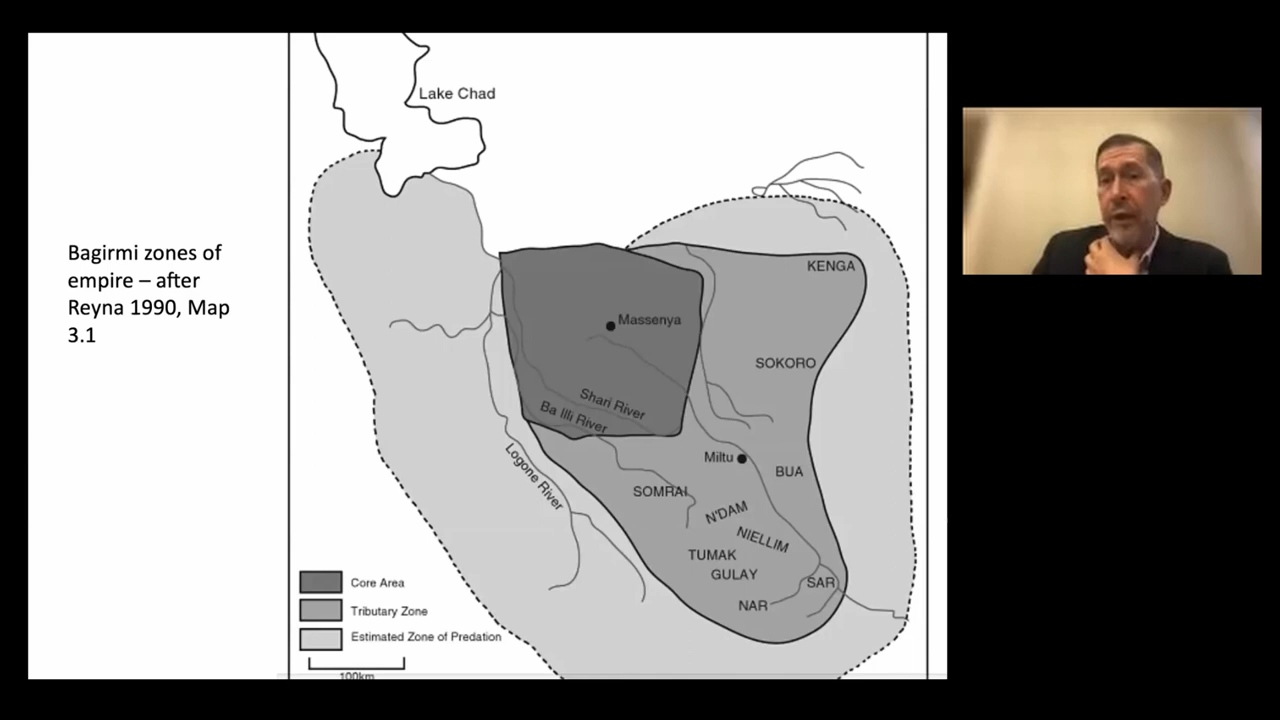 Bagirmi zones of
empire – after
Reyna 1990, Map
3.1
Lake Chad
KENGA
Massenya
SOKORO
Shari River
Ba Illi River
Logone River
Miltu
BUA
SOMRAI
N'DAM
NIELLIM
TUMAK
GULAY
SAR
NAR
Core Area
Tributary Zone
Estimated Zone of Predation
100km